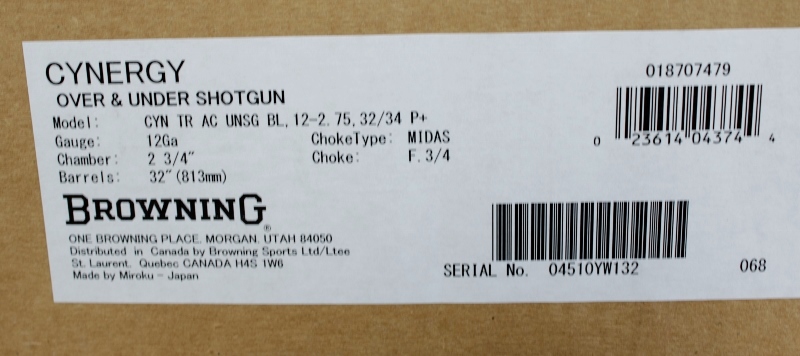 CYNERGY
OVER & UNDER SHOTGUN
Model: CYN TR AC UNSG BL, 12-2.75, 32/34 P+
Gauge: 12Ga ChokeType: MIDAS
Chamber: 2 3/4" Choke: F. 3/4
Barrels: 32" (813mm)
BROWNING®
ONE BROWNING PLACE, MORGAN, UTAH 84050
Distributed in Canada by Browning Sports Ltd/Ltee
St. Laurent, Quebec CANADA H4S 1W6
Made by Miroku - Japan
018707479
0 23614 04374 4
SERIAL No. 04510YW132 068